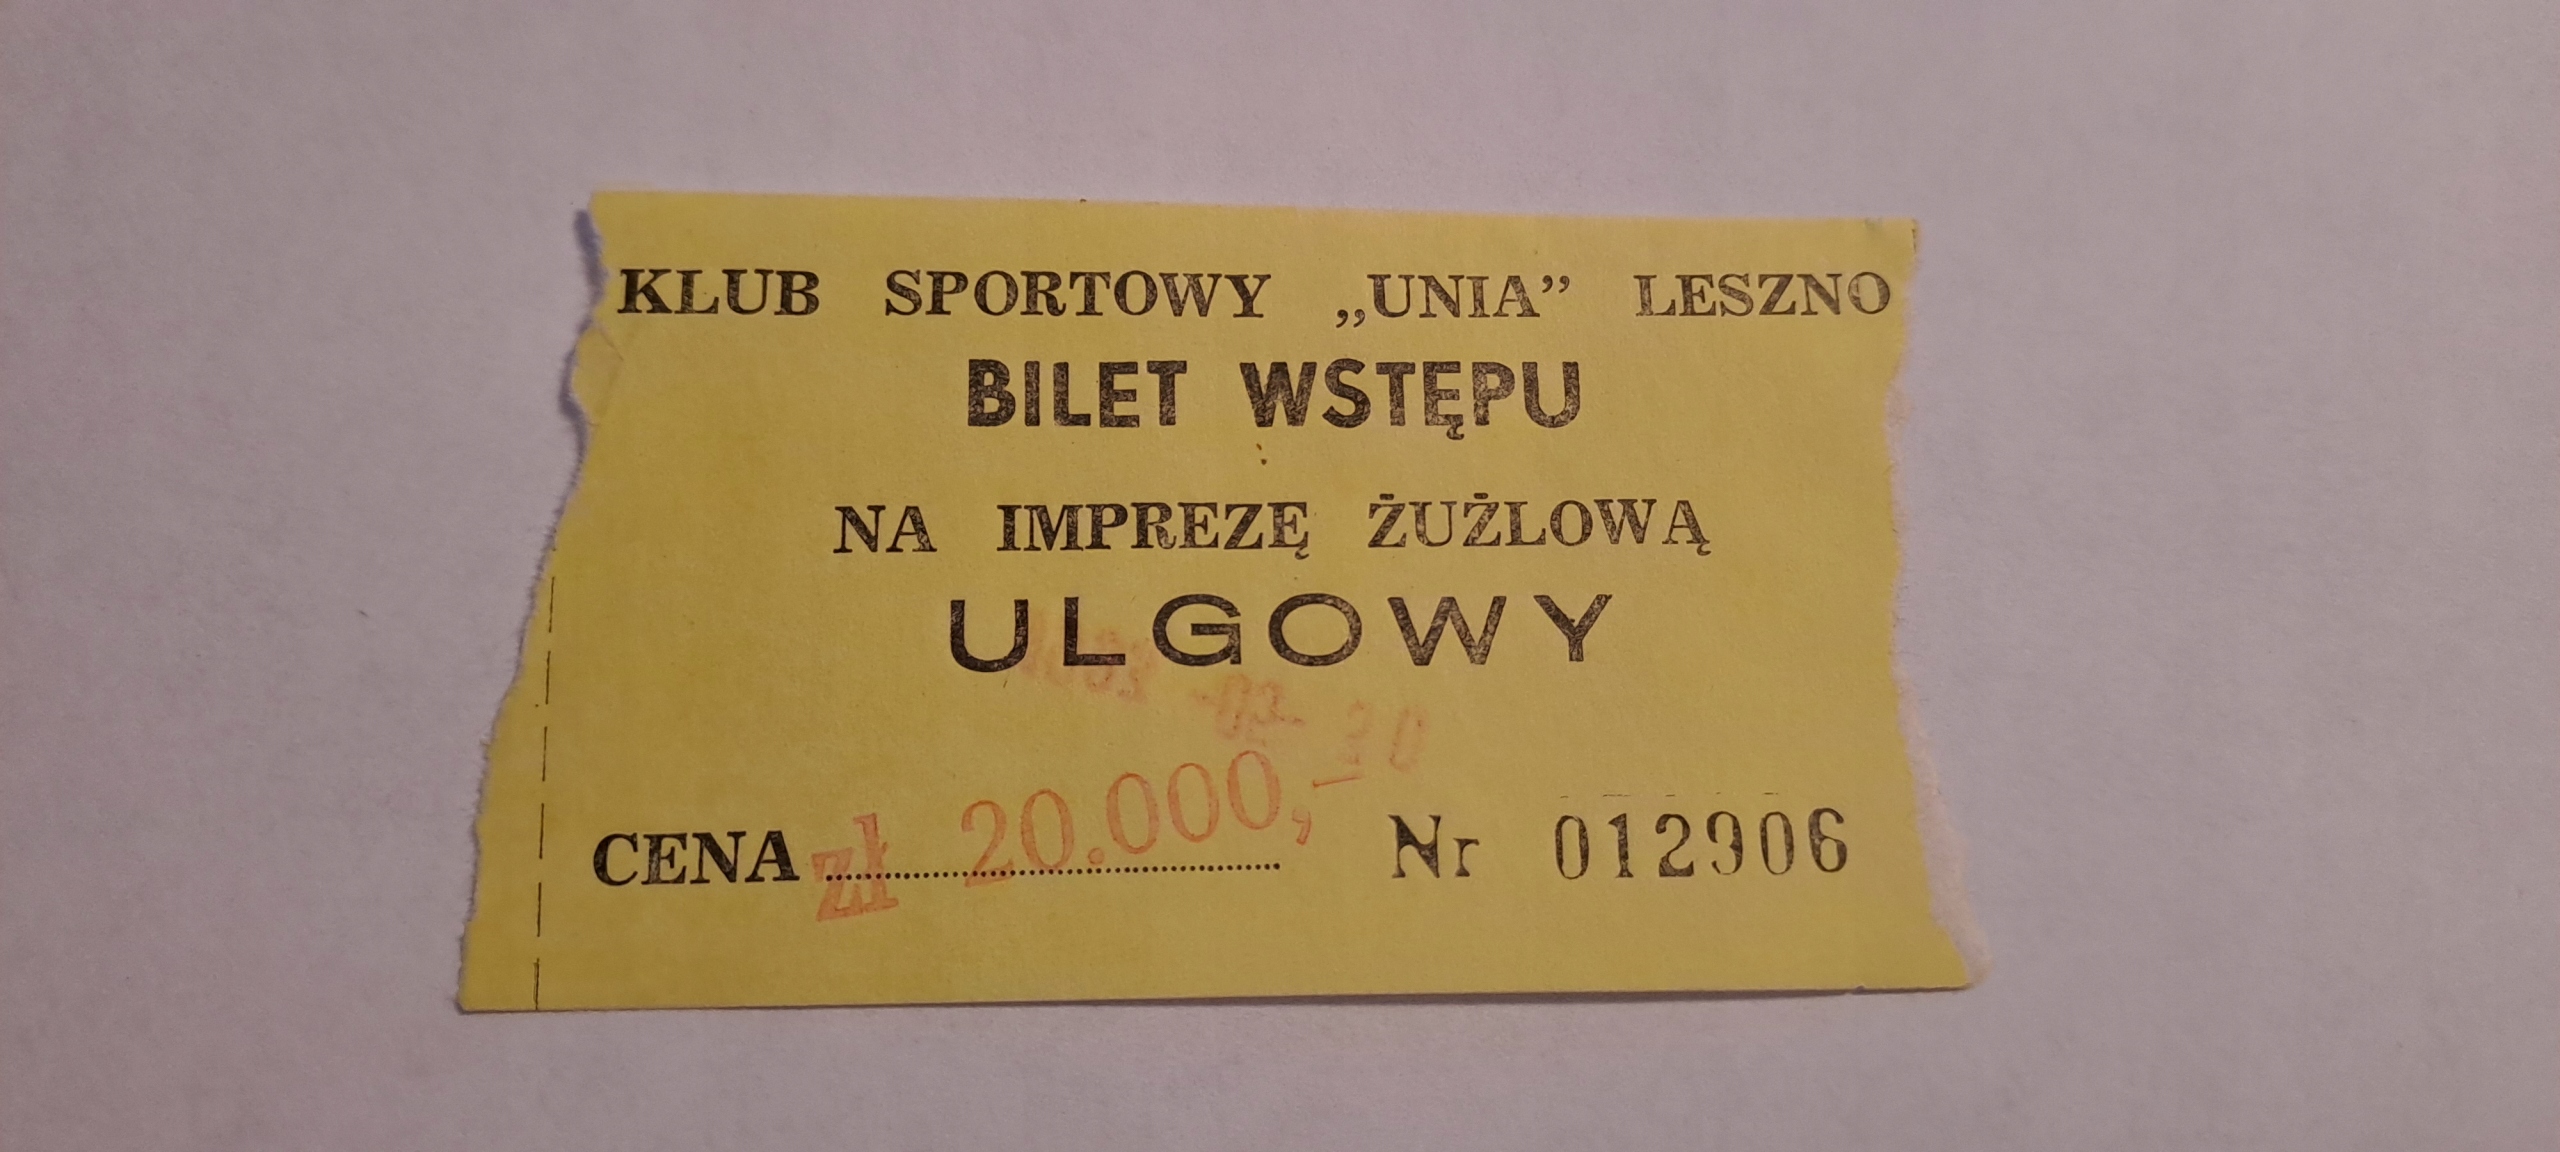 KLUB SPORTOWY „UNIA” LESZNO
BILET WSTĘPU
NA IMPREZĘ ŻUŻLOWĄ
ULGOWY
CENA zł 20.000,- Nr 012906